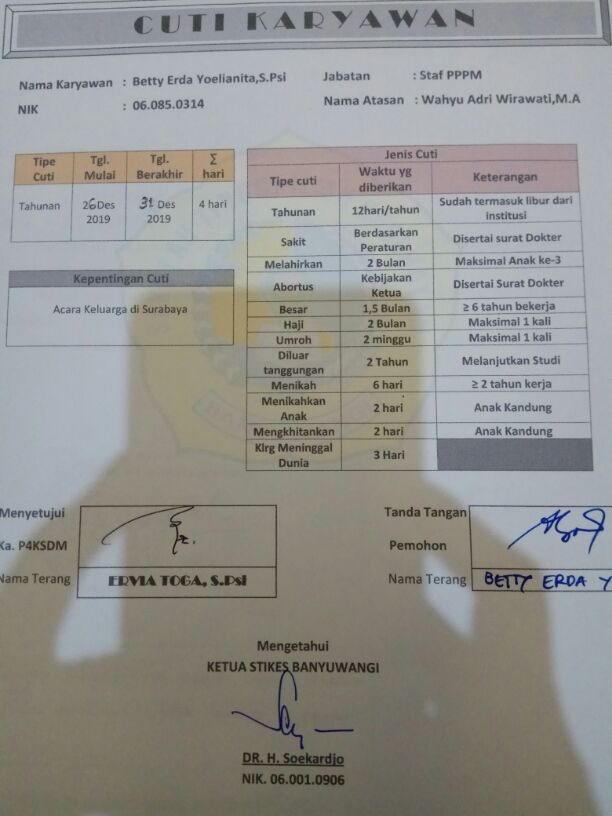 CUTI KARYAWAN
Nama Karyawan : Betty Erda Yoelianita,S.Psi
Jabatan : Staf PPPM
NIK : 06.085.0314
Nama Atasan : Wahyu Adri Wirawati,M.A
Tipe Cuti Tgl. Mulai Tgl. Berakhir ∑ hari
Tahunan 26 Des 2019 31 Des 2019 4 hari
Kepentingan Cuti
Acara Keluarga di Surabaya
Jenis Cuti
Tipe cuti Waktu yg diberikan Keterangan
Tahunan 12hari/tahun Sudah termasuk libur dari institusi
Sakit Berdasarkan Peraturan Disertai surat Dokter
Melahirkan 2 Bulan Maksimal Anak ke-3
Abortus Kebijakan Ketua Disertai Surat Dokter
Besar 1,5 Bulan ≥ 6 tahun bekerja
Haji 2 Bulan Maksimal 1 kali
Umroh 2 minggu Maksimal 1 kali
Diluar tanggungan 2 Tahun Melanjutkan Studi
Menikah 6 hari ≥ 2 tahun kerja
Menikahkan Anak 2 hari Anak Kandung
Mengkhitankan 2 hari Anak Kandung
Klrg Meninggal Dunia 3 Hari
Menyetujui
Ka. P4KSDM
Nama Terang ERVIA TOGA, S.Psi
Tanda Tangan
Pemohon
Nama Terang BETTY ERDA Y
Mengetahui
KETUA STIKES BANYUWANGI
DR. H. Soekardjo
NIK. 06.001.0906